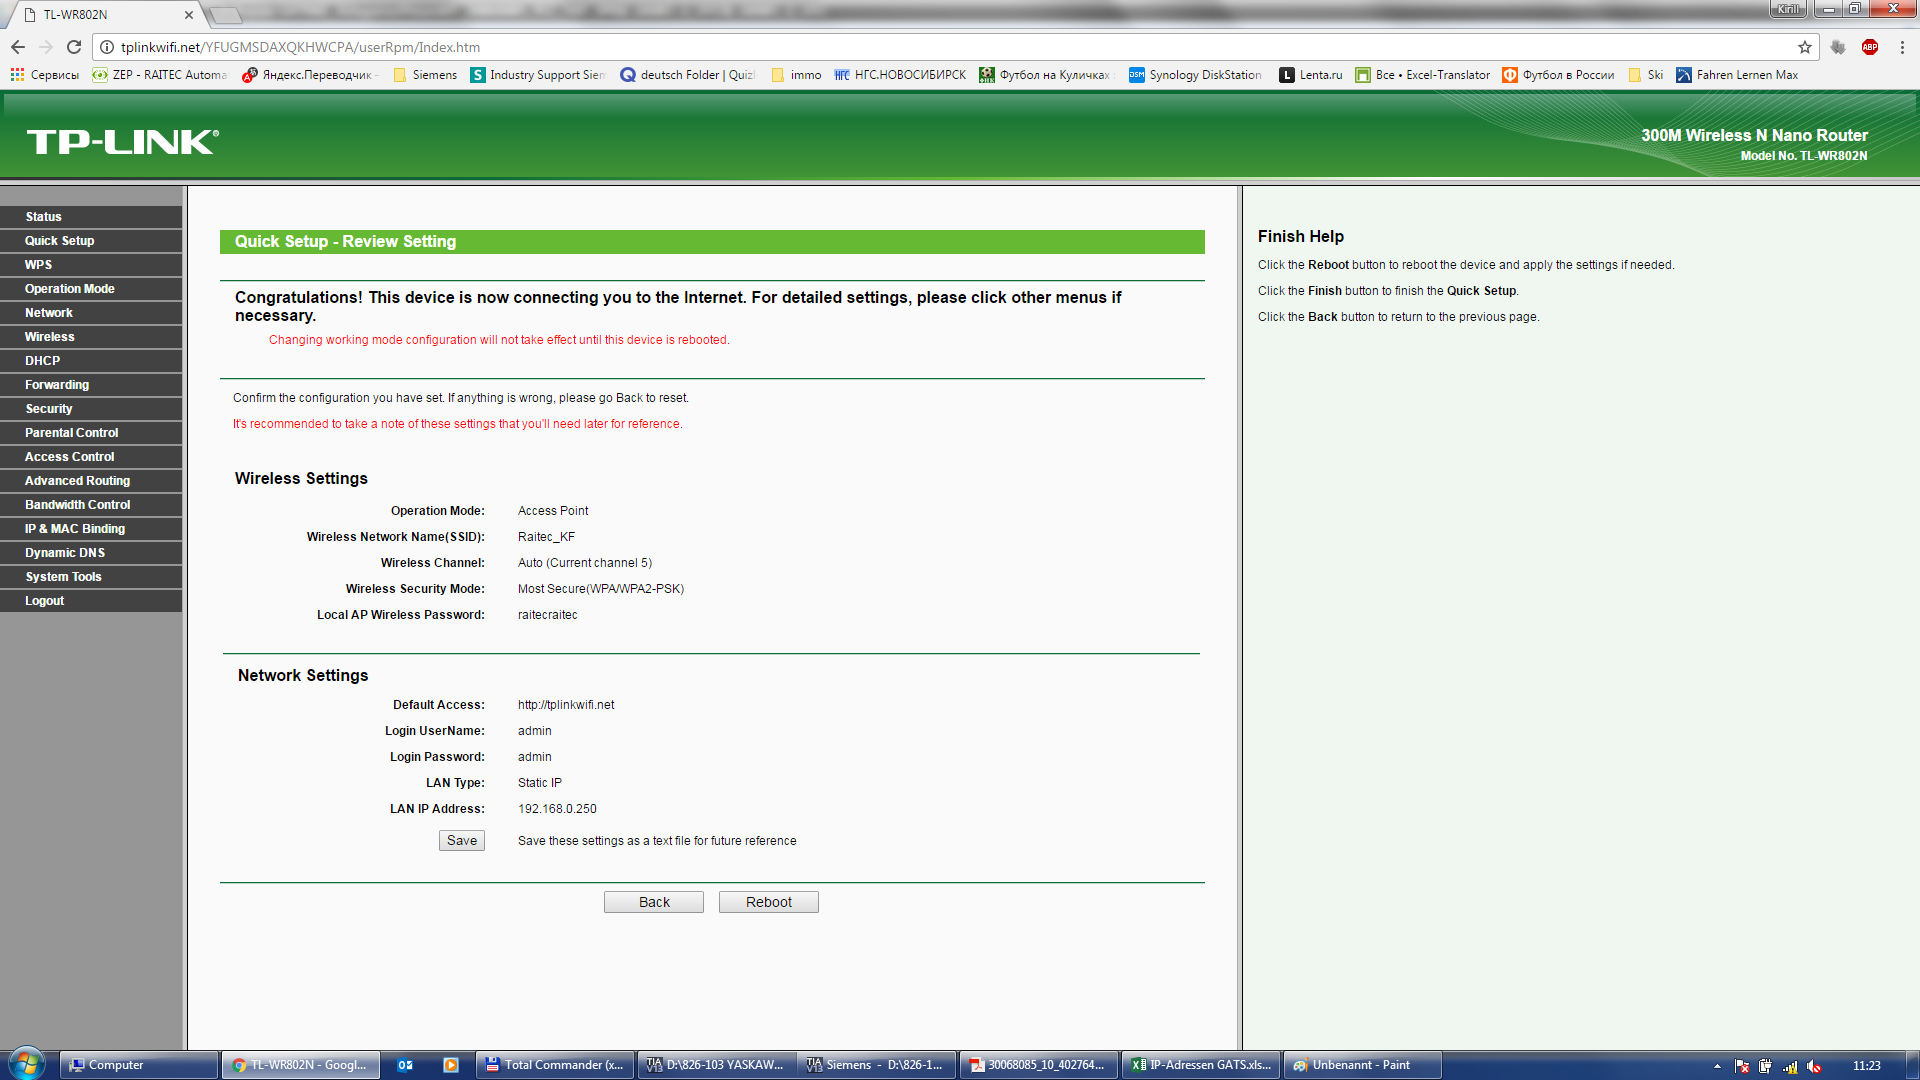 TL-WR802N
Kirill
tplinkwifi.net/YFUGMSDAXQKHWCPA/userRpm/Index.htm
ABP
Сервисы
ZEP - RAITEC Automa
Яндекс.Переводчик -
Siemens
Industry Support Siem
deutsch Folder | Quiz
immo
НГС.НОВОСИБИРСК
Футбол на Куличках
Synology DiskStation
Lenta.ru
Все • Excel-Translator
Футбол в России
Ski
Fahren Lernen Max
TP-LINK®
300M Wireless N Nano Router
Model No. TL-WR802N
Status
Quick Setup
WPS
Operation Mode
Network
Wireless
DHCP
Forwarding
Security
Parental Control
Access Control
Advanced Routing
Bandwidth Control
IP & MAC Binding
Dynamic DNS
System Tools
Logout
Quick Setup - Review Setting
Congratulations! This device is now connecting you to the Internet. For detailed settings, please click other menus if
necessary.
Changing working mode configuration will not take effect until this device is rebooted.
Confirm the configuration you have set. If anything is wrong, please go Back to reset.
It's recommended to take a note of these settings that you'll need later for reference.
Wireless Settings
Operation Mode: Access Point
Wireless Network Name(SSID): Raitec_KF
Wireless Channel: Auto (Current channel 5)
Wireless Security Mode: Most Secure(WPA/WPA2-PSK)
Local AP Wireless Password: raitecraitec
Network Settings
Default Access: http://tplinkwifi.net
Login UserName: admin
Login Password: admin
LAN Type: Static IP
LAN IP Address: 192.168.0.250
Save Save these settings as a text file for future reference
Back Reboot
Finish Help
Click the Reboot button to reboot the device and apply the settings if needed.
Click the Finish button to finish the Quick Setup.
Click the Back button to return to the previous page.
Computer
TL-WR802N - Googl...
Total Commander (x...
D:\826-103 YASKAW...
Siemens - D:\826-1...
30068085_10_402764...
IP-Adressen GATS.xls...
Unbenannt - Paint
11:23